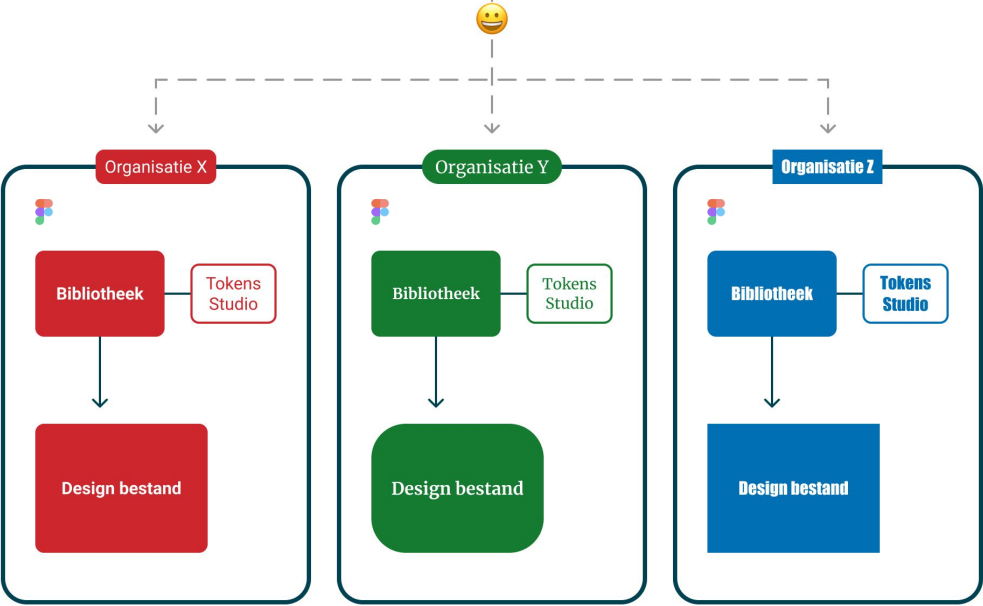 Organisatie X
Organisatie Y
Organisatie Z
Bibliotheek
Tokens
Studio
Bibliotheek
Tokens
Studio
Bibliotheek
Tokens
Studio
Design bestand
Design bestand
Design bestand